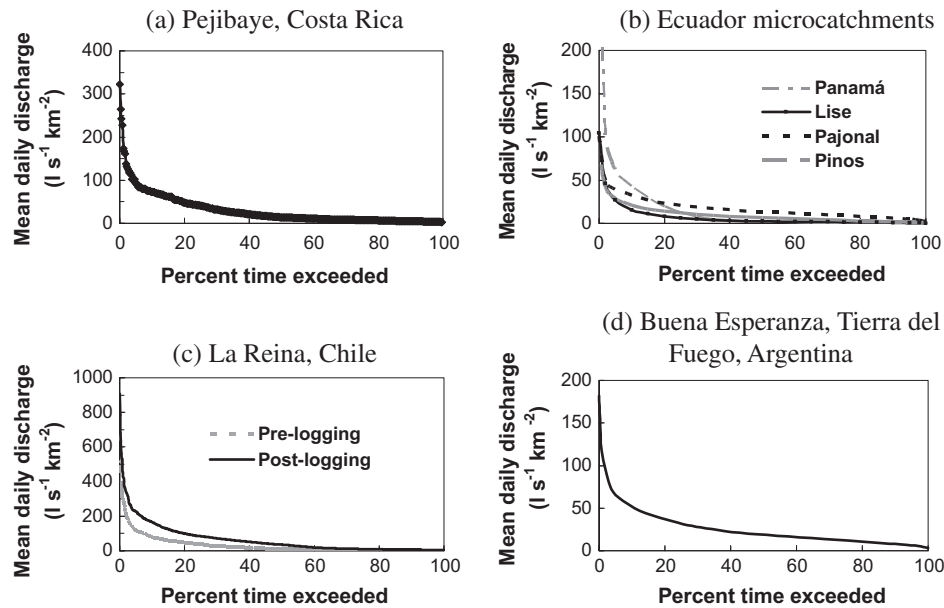 (a) Pejibaye, Costa Rica
Mean daily discharge
(l s⁻¹ km⁻²)
400
300
200
100
0
0 20 40 60 80 100
Percent time exceeded
(b) Ecuador microcatchments
Mean daily discharge
(l s⁻¹ km⁻²)
200
150
100
50
0
Panamá
Lise
Pajonal
Pinos
0 20 40 60 80 100
Percent time exceeded
(c) La Reina, Chile
Mean daily discharge
(l s⁻¹ km⁻²)
1000
800
600
400
200
0
Pre-logging
Post-logging
0 20 40 60 80 100
Percent time exceeded
(d) Buena Esperanza, Tierra del
Fuego, Argentina
Mean daily discharge
(l s⁻¹ km⁻²)
200
150
100
50
0
0 20 40 60 80 100
Percent time exceeded